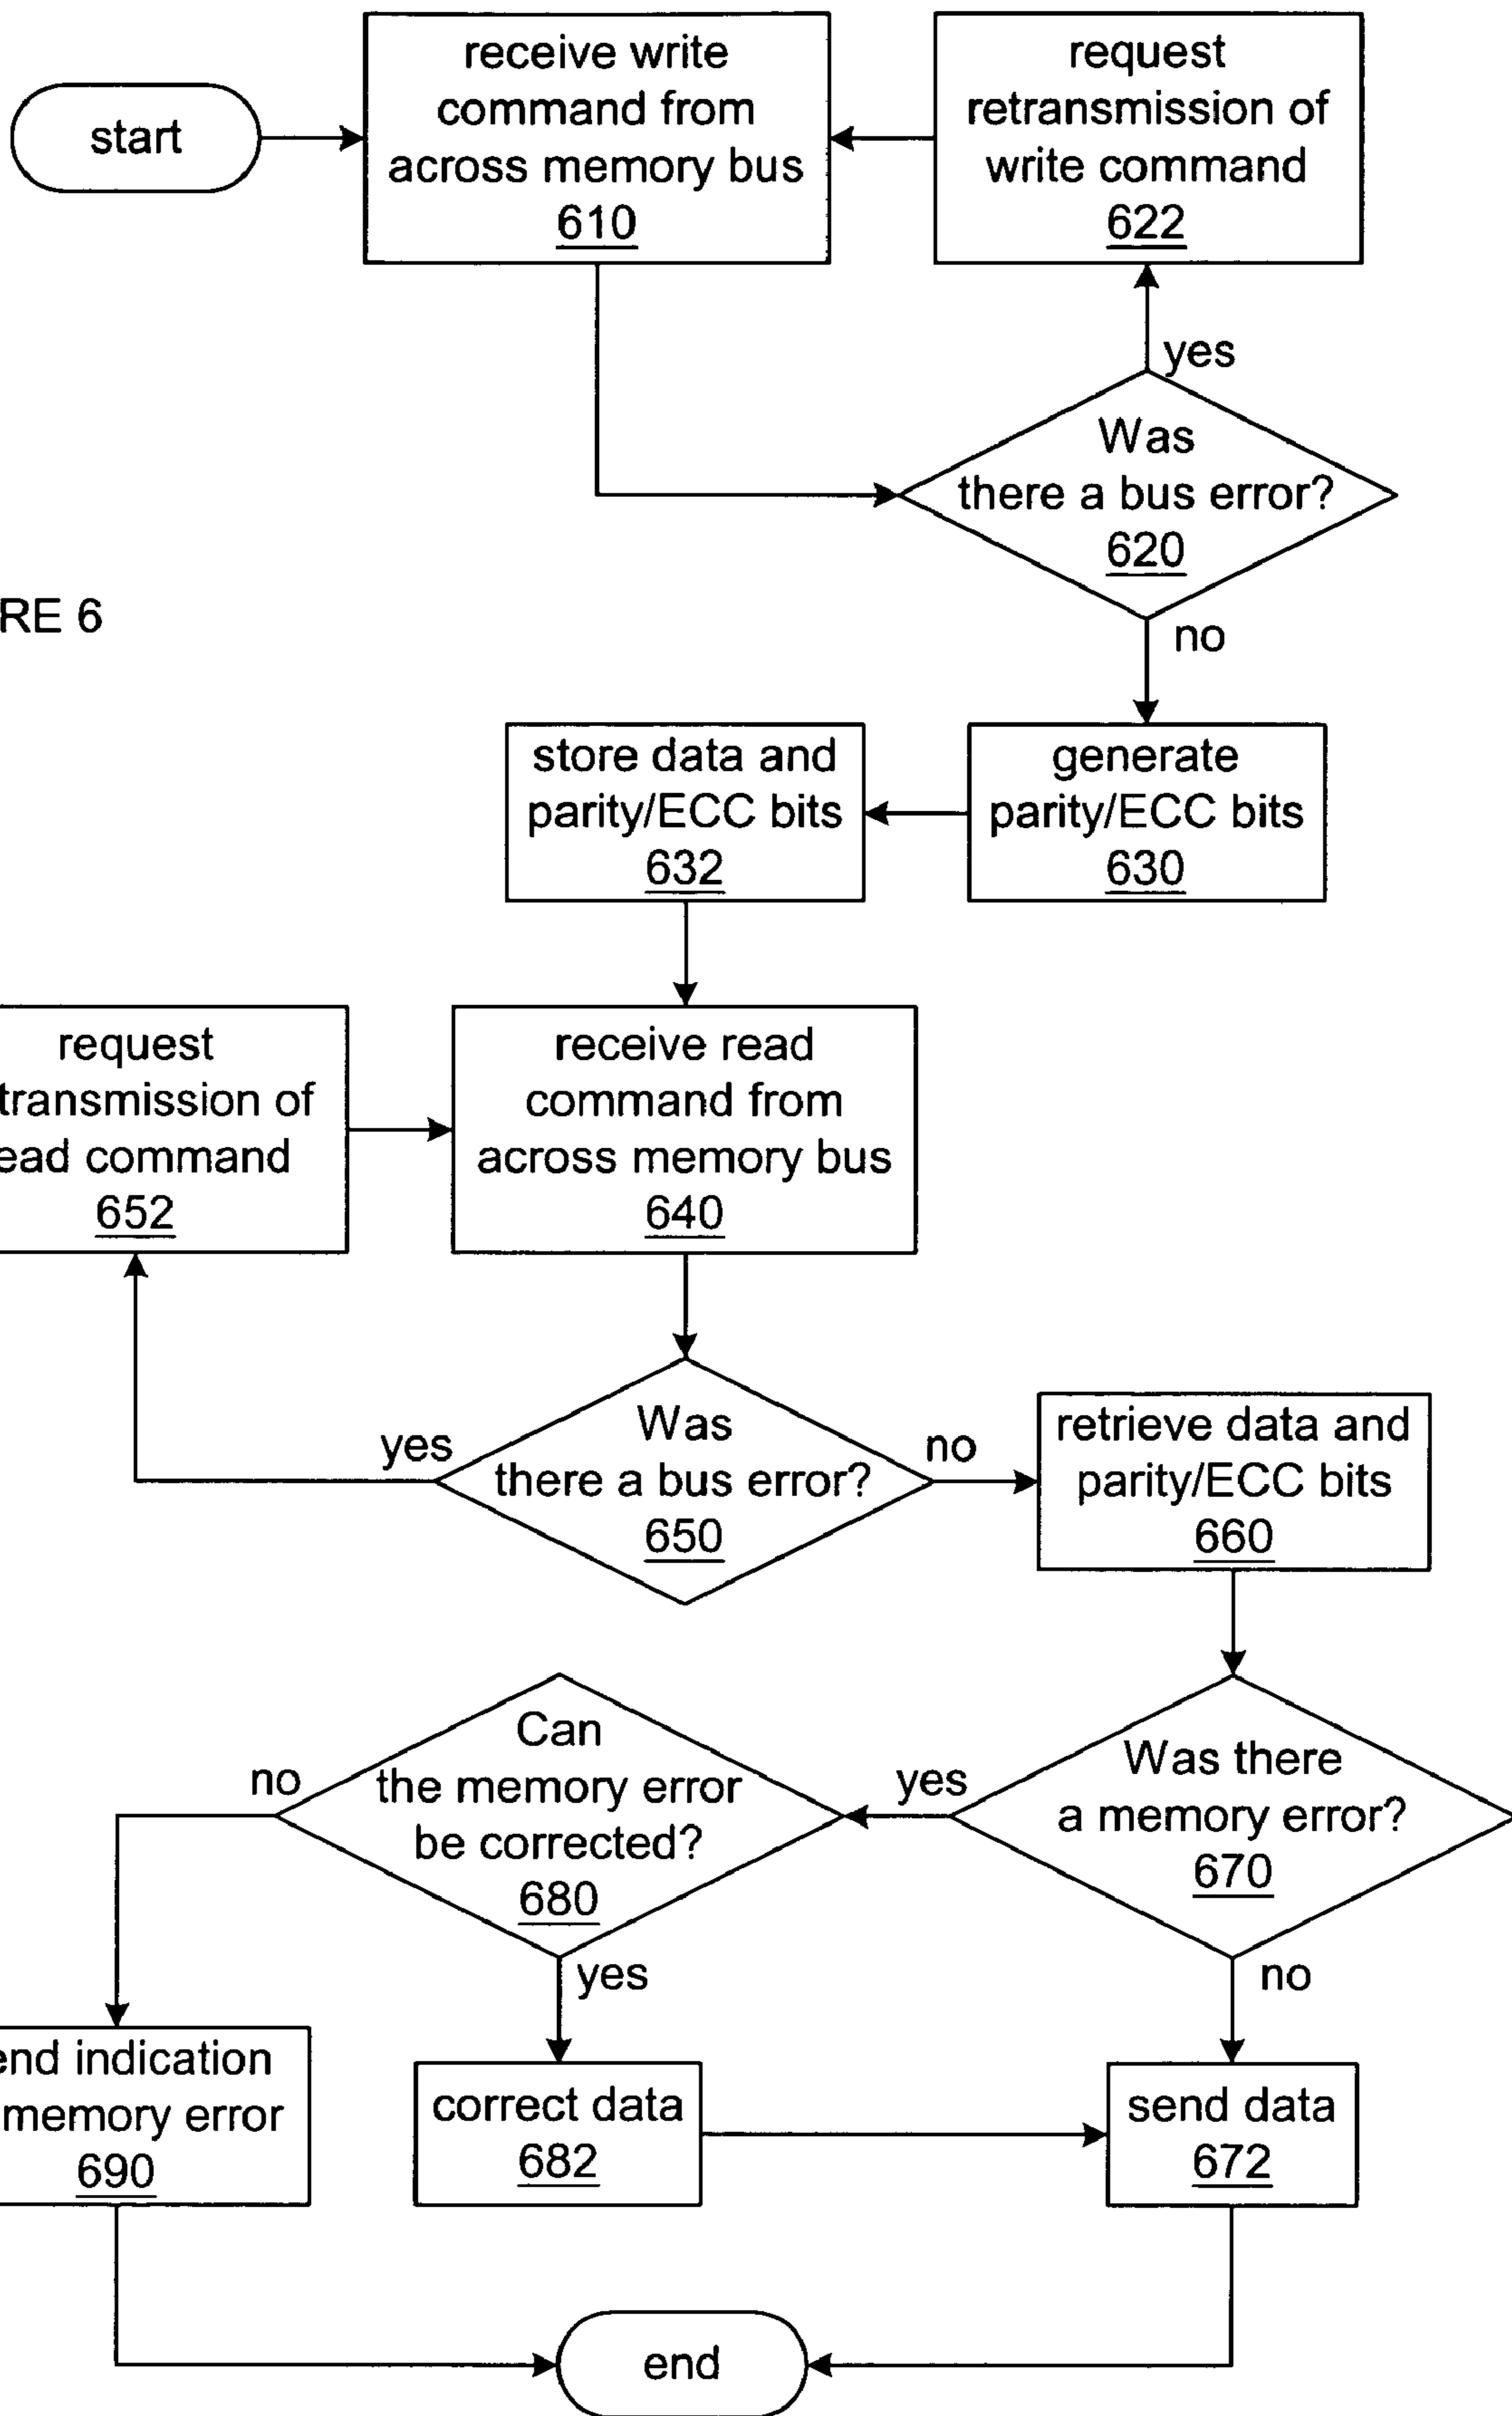 start
receive write
command from
across memory bus
610
request
retransmission of
write command
622
yes
Was
there a bus error?
620
no
RE 6
store data and
parity/ECC bits
632
generate
parity/ECC bits
630
request
transmission of
ead command
652
receive read
command from
across memory bus
640
yes
Was
there a bus error?
650
no
retrieve data and
parity/ECC bits
660
no
Can
the memory error
be corrected?
680
yes
Was there
a memory error?
670
yes
no
end indication
memory error
690
correct data
682
send data
672
end